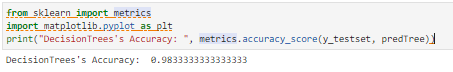 from sklearn import metrics
import matplotlib.pyplot as plt
print("DecisionTrees's Accuracy: ", metrics.accuracy_score(y_testset, predTree))
DecisionTrees's Accuracy:  0.9833333333333333